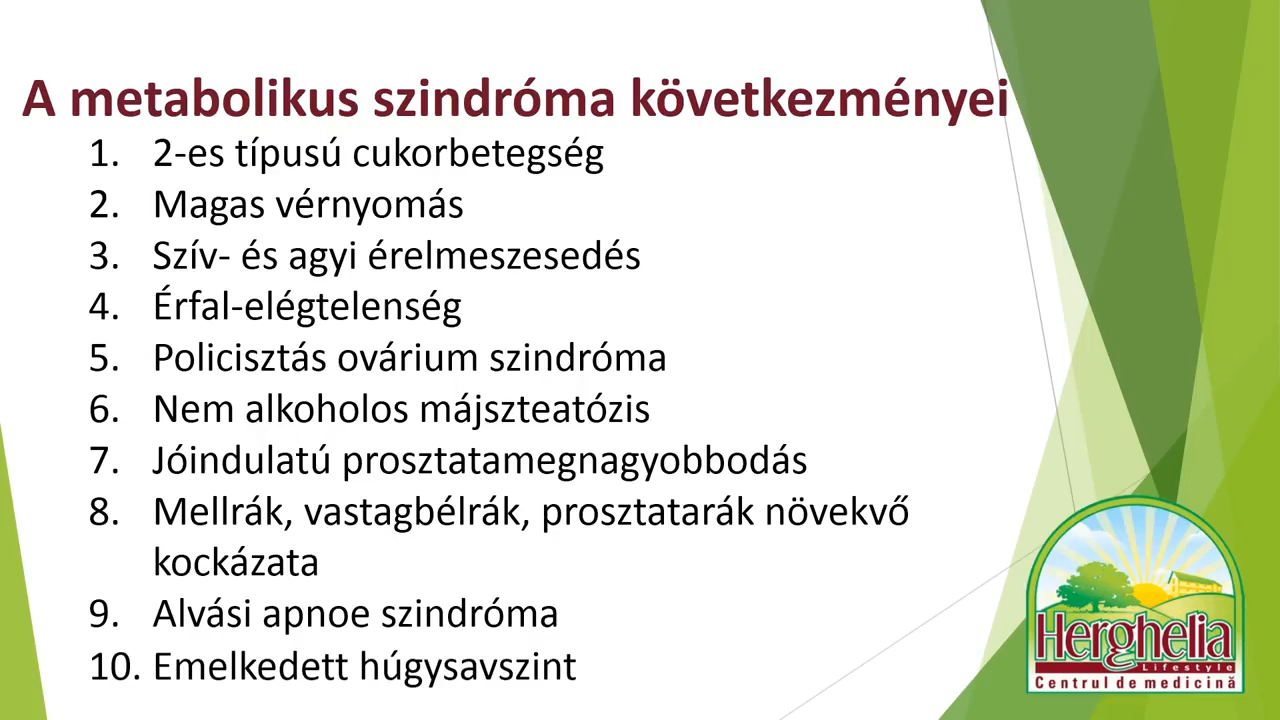 A metabolikus szindróma következményei
1. 2-es típusú cukorbetegség
2. Magas vérnyomás
3. Szív- és agyi érelmeszesedés
4. Érfal-elégtelenség
5. Policisztás ovárium szindróma
6. Nem alkoholos májszteatózis
7. Jóindulatú prosztatamegnagyobbodás
8. Mellrák, vastagbélrák, prosztatarák növekvő
kockázata
9. Alvási apnoe szindróma
10. Emelkedett húgysavszint
Herghelia
Lifestyle
Centrul de medicină